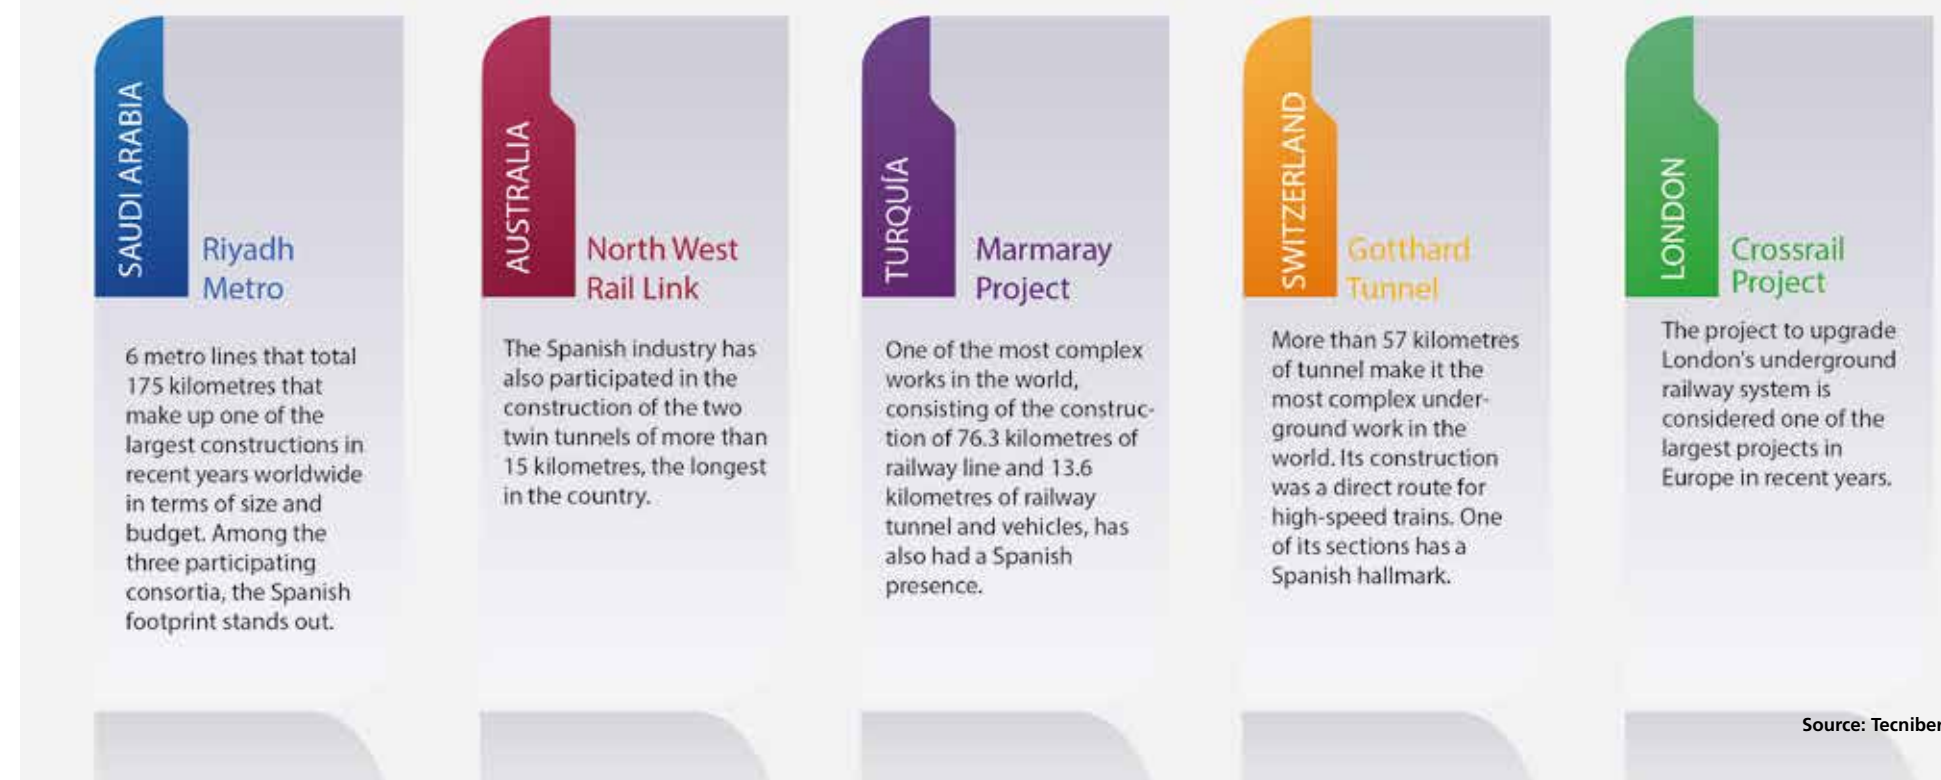 SAUDI ARABIA
Riyadh
Metro
6 metro lines that total
175 kilometres that
make up one of the
largest constructions in
recent years worldwide
in terms of size and
budget. Among the
three participating
consortia, the Spanish
footprint stands out.
AUSTRALIA
North West
Rail Link
The Spanish industry has
also participated in the
construction of the two
twin tunnels of more than
15 kilometres, the longest
in the country.
TURQUÍA
Marmaray
Project
One of the most complex
works in the world,
consisting of the construc-
tion of 76.3 kilometres of
railway line and 13.6
kilometres of railway
tunnel and vehicles, has
also had a Spanish
presence.
SWITZERLAND
Gotthard
Tunnel
More than 57 kilometres
of tunnel make it the
most complex under-
ground work in the
world. Its construction
was a direct route for
high-speed trains. One
of its sections has a
Spanish hallmark.
LONDON
Crossrail
Project
The project to upgrade
London's underground
railway system is
considered one of the
largest projects in
Europe in recent years.
Source: Tecniber